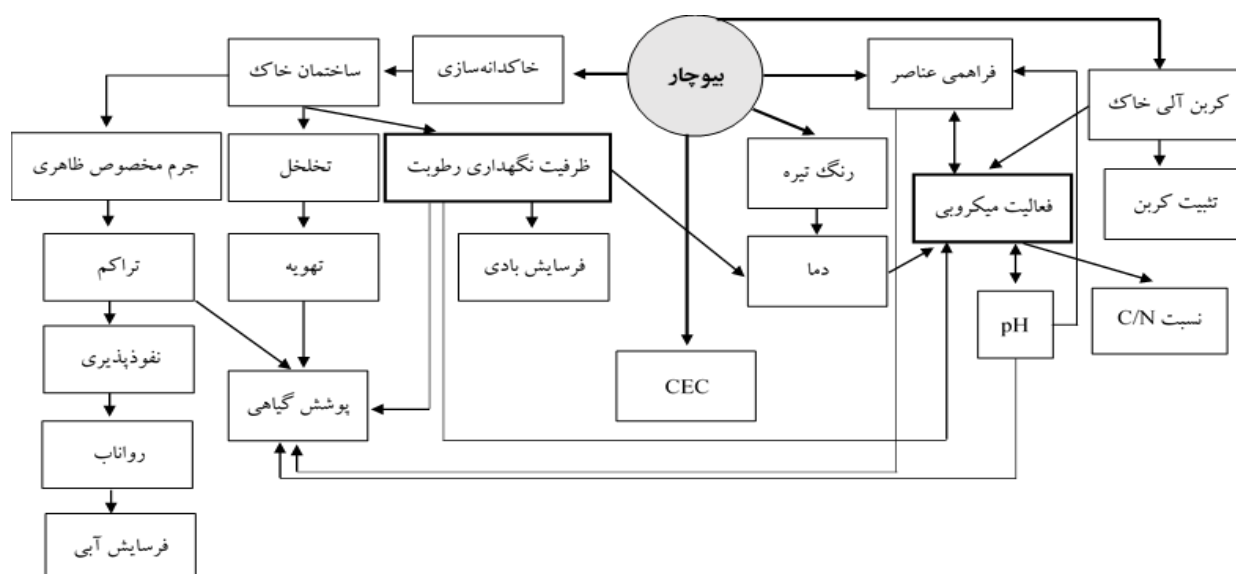 بیوچار
خاکدانه‌سازی
ساختمان خاک
فراهمی عناصر
کربن آلی خاک
جرم مخصوص ظاهری
تخلخل
ظرفیت نگهداری رطوبت
رنگ تیره
فعالیت میکروبی
تثبیت کربن
تراکم
تهویه
فرسایش بادی
دما
pH
نسبت C/N
نفوذپذیری
پوشش گیاهی
CEC
رواناب
فرسایش آبی